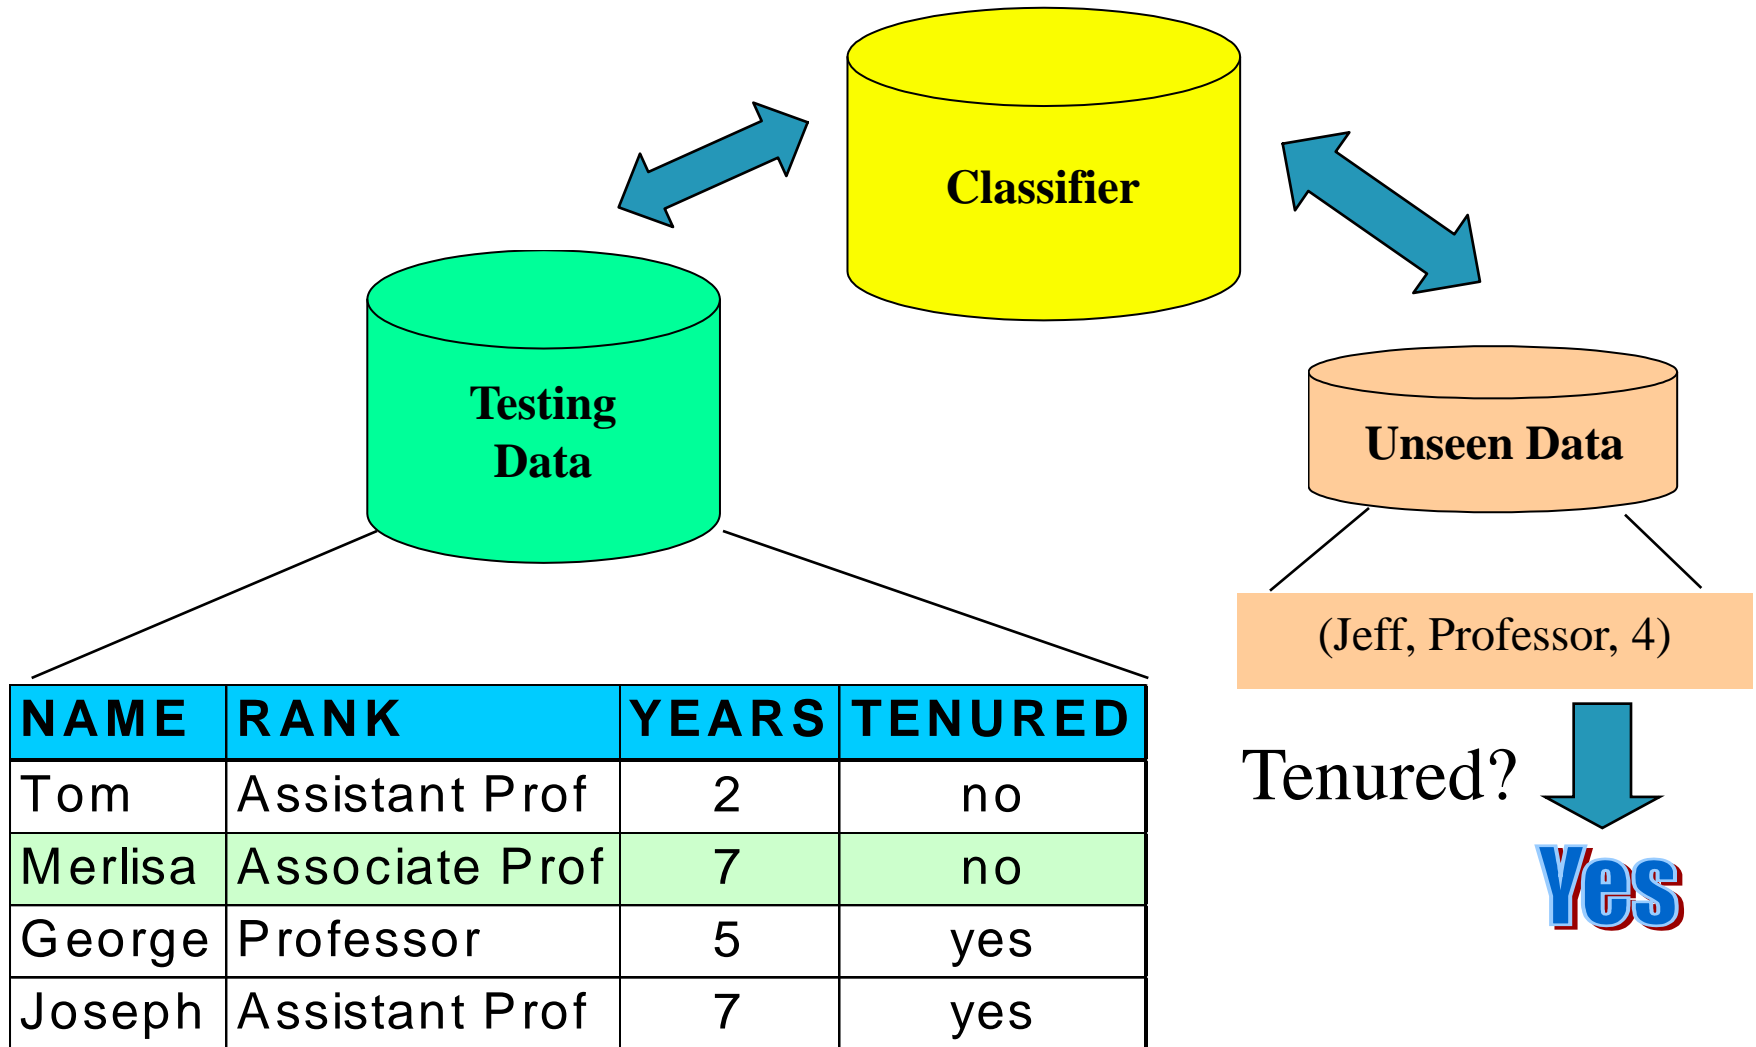 Classifier
Testing
Data
Unseen Data
(Jeff, Professor, 4)
NAME RANK YEARS TENURED
Tom Assistant Prof 2 no
Merlisa Associate Prof 7 no
George Professor 5 yes
Joseph Assistant Prof 7 yes
Tenured?
Yes